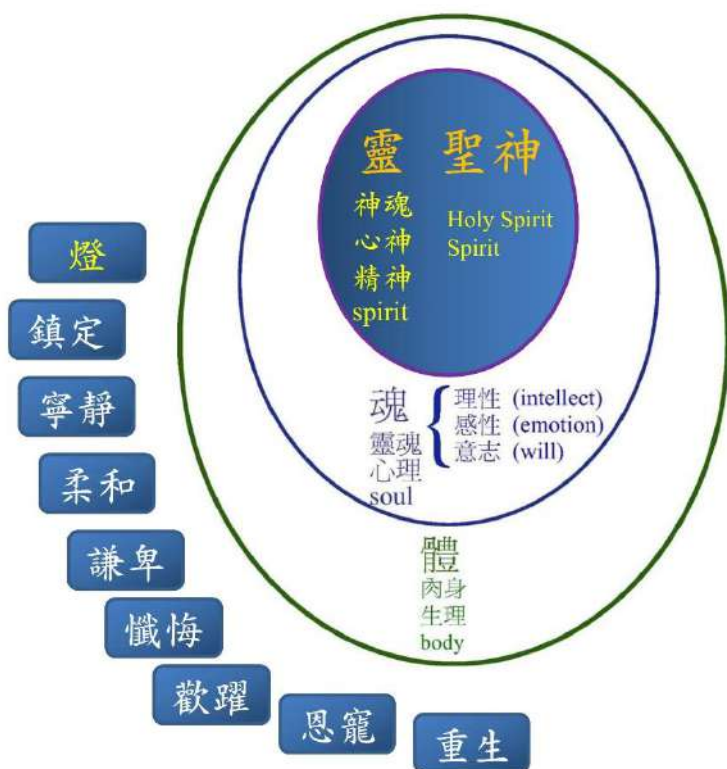 靈 聖神
神魂
心神
精神
spirit
Holy Spirit
Spirit
魂
靈魂
心理
soul
理性 (intellect)
感性 (emotion)
意志 (will)
體
肉身
生理
body
燈
鎮定
寧靜
柔和
謙卑
懺悔
歡躍
恩寵
重生